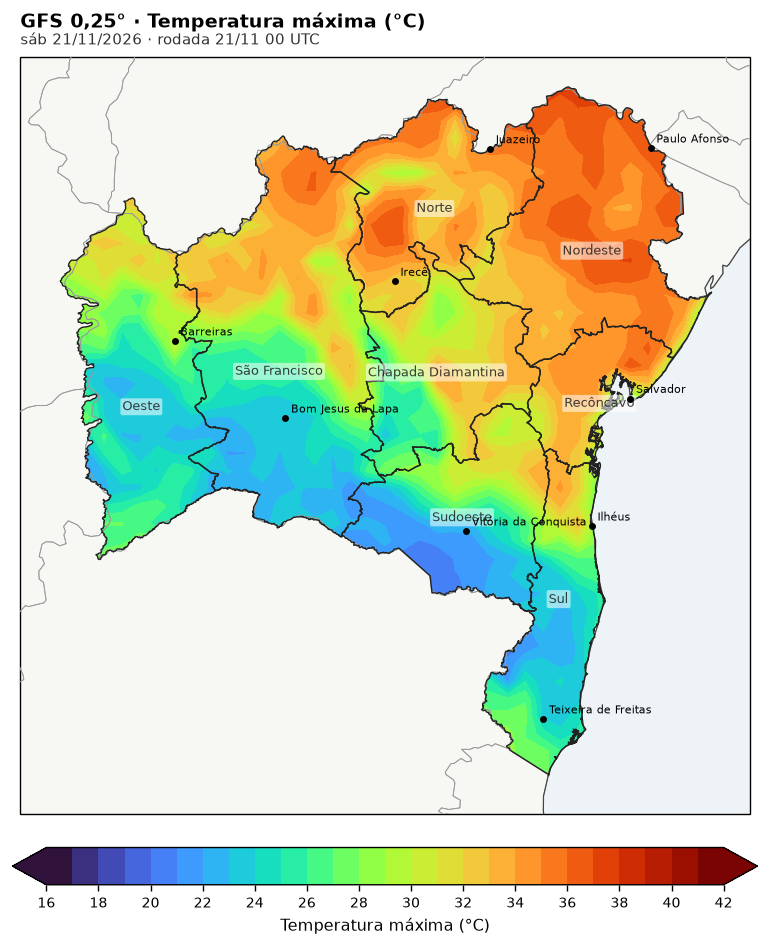 GFS 0,25° · Temperatura máxima (°C)
sáb 21/11/2026 · rodada 21/11 00 UTC
Juazeiro
Paulo Afonso
Norte
Nordeste
Irecê
Barreiras
São Francisco
Chapada Diamantina
Salvador
Oeste
Recôncavo
Bom Jesus da Lapa
Sudoeste
Vitória da Conquista
Ilhéus
Sul
Teixeira de Freitas
16 18 20 22 24 26 28 30 32 34 36 38 40 42
Temperatura máxima (°C)